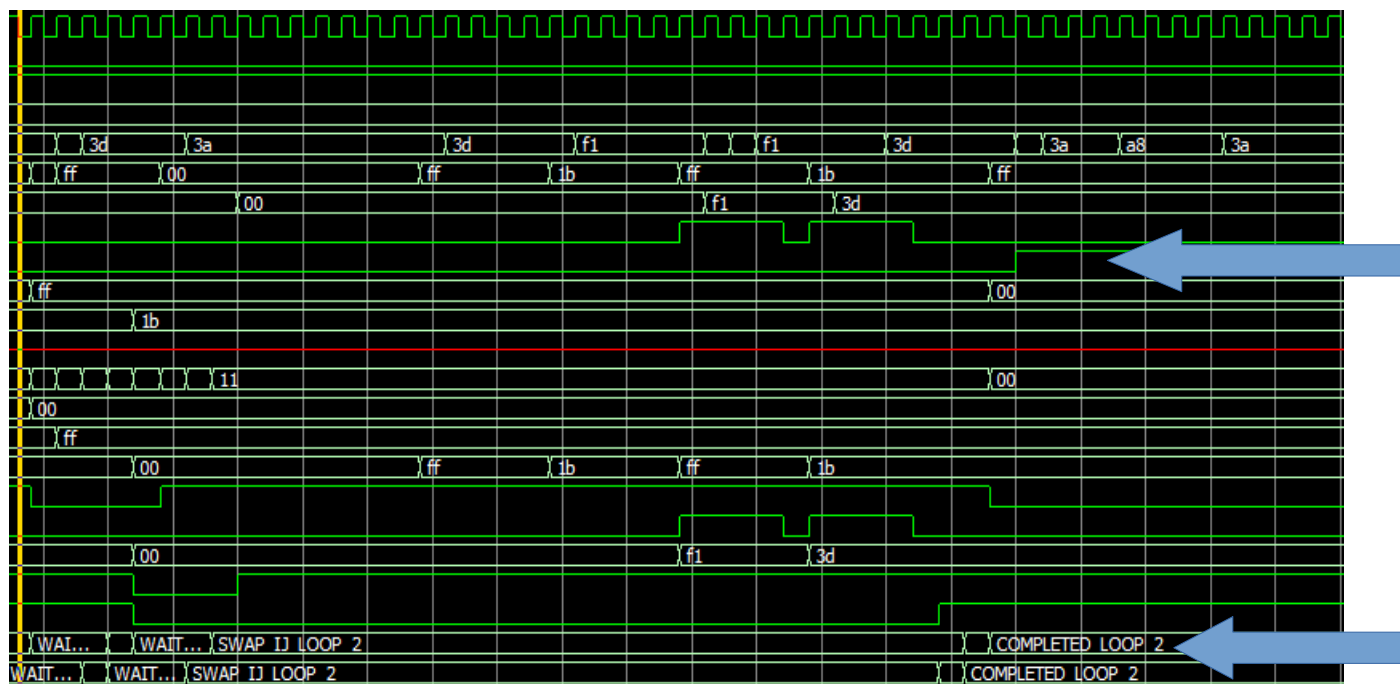 3d 3a 3d f1 f1 3d 3a a8 3a
ff 00 ff 1b ff 1b ff
00 f1 3d
ff 00
1b
11 00
00
ff
00 ff 1b ff 1b
00 f1 3d
WAI... WAIT... SWAP IJ LOOP 2 COMPLETED LOOP 2
WAIT... WAIT... SWAP IJ LOOP 2 COMPLETED LOOP 2